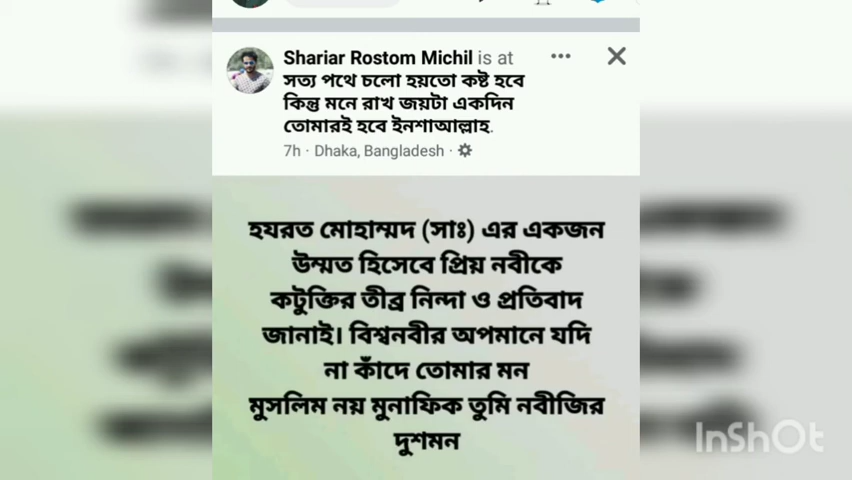 Shariar Rostom Michil is at
সত্য পথে চলো হয়তো কষ্ট হবে
কিন্তু মনে রাখ জয়টা একদিন
তোমারই হবে ইনশাআল্লাহ.
7h · Dhaka, Bangladesh ·
হযরত মোহাম্মদ (সাঃ) এর একজন
উম্মত হিসেবে প্রিয় নবীকে
কটুক্তির তীব্র নিন্দা ও প্রতিবাদ
জানাই। বিশ্বনবীর অপমানে যদি
না কাঁদে তোমার মন
মুসলিম নয় মুনাফিক তুমি নবীজির
দুশমন
InShOt